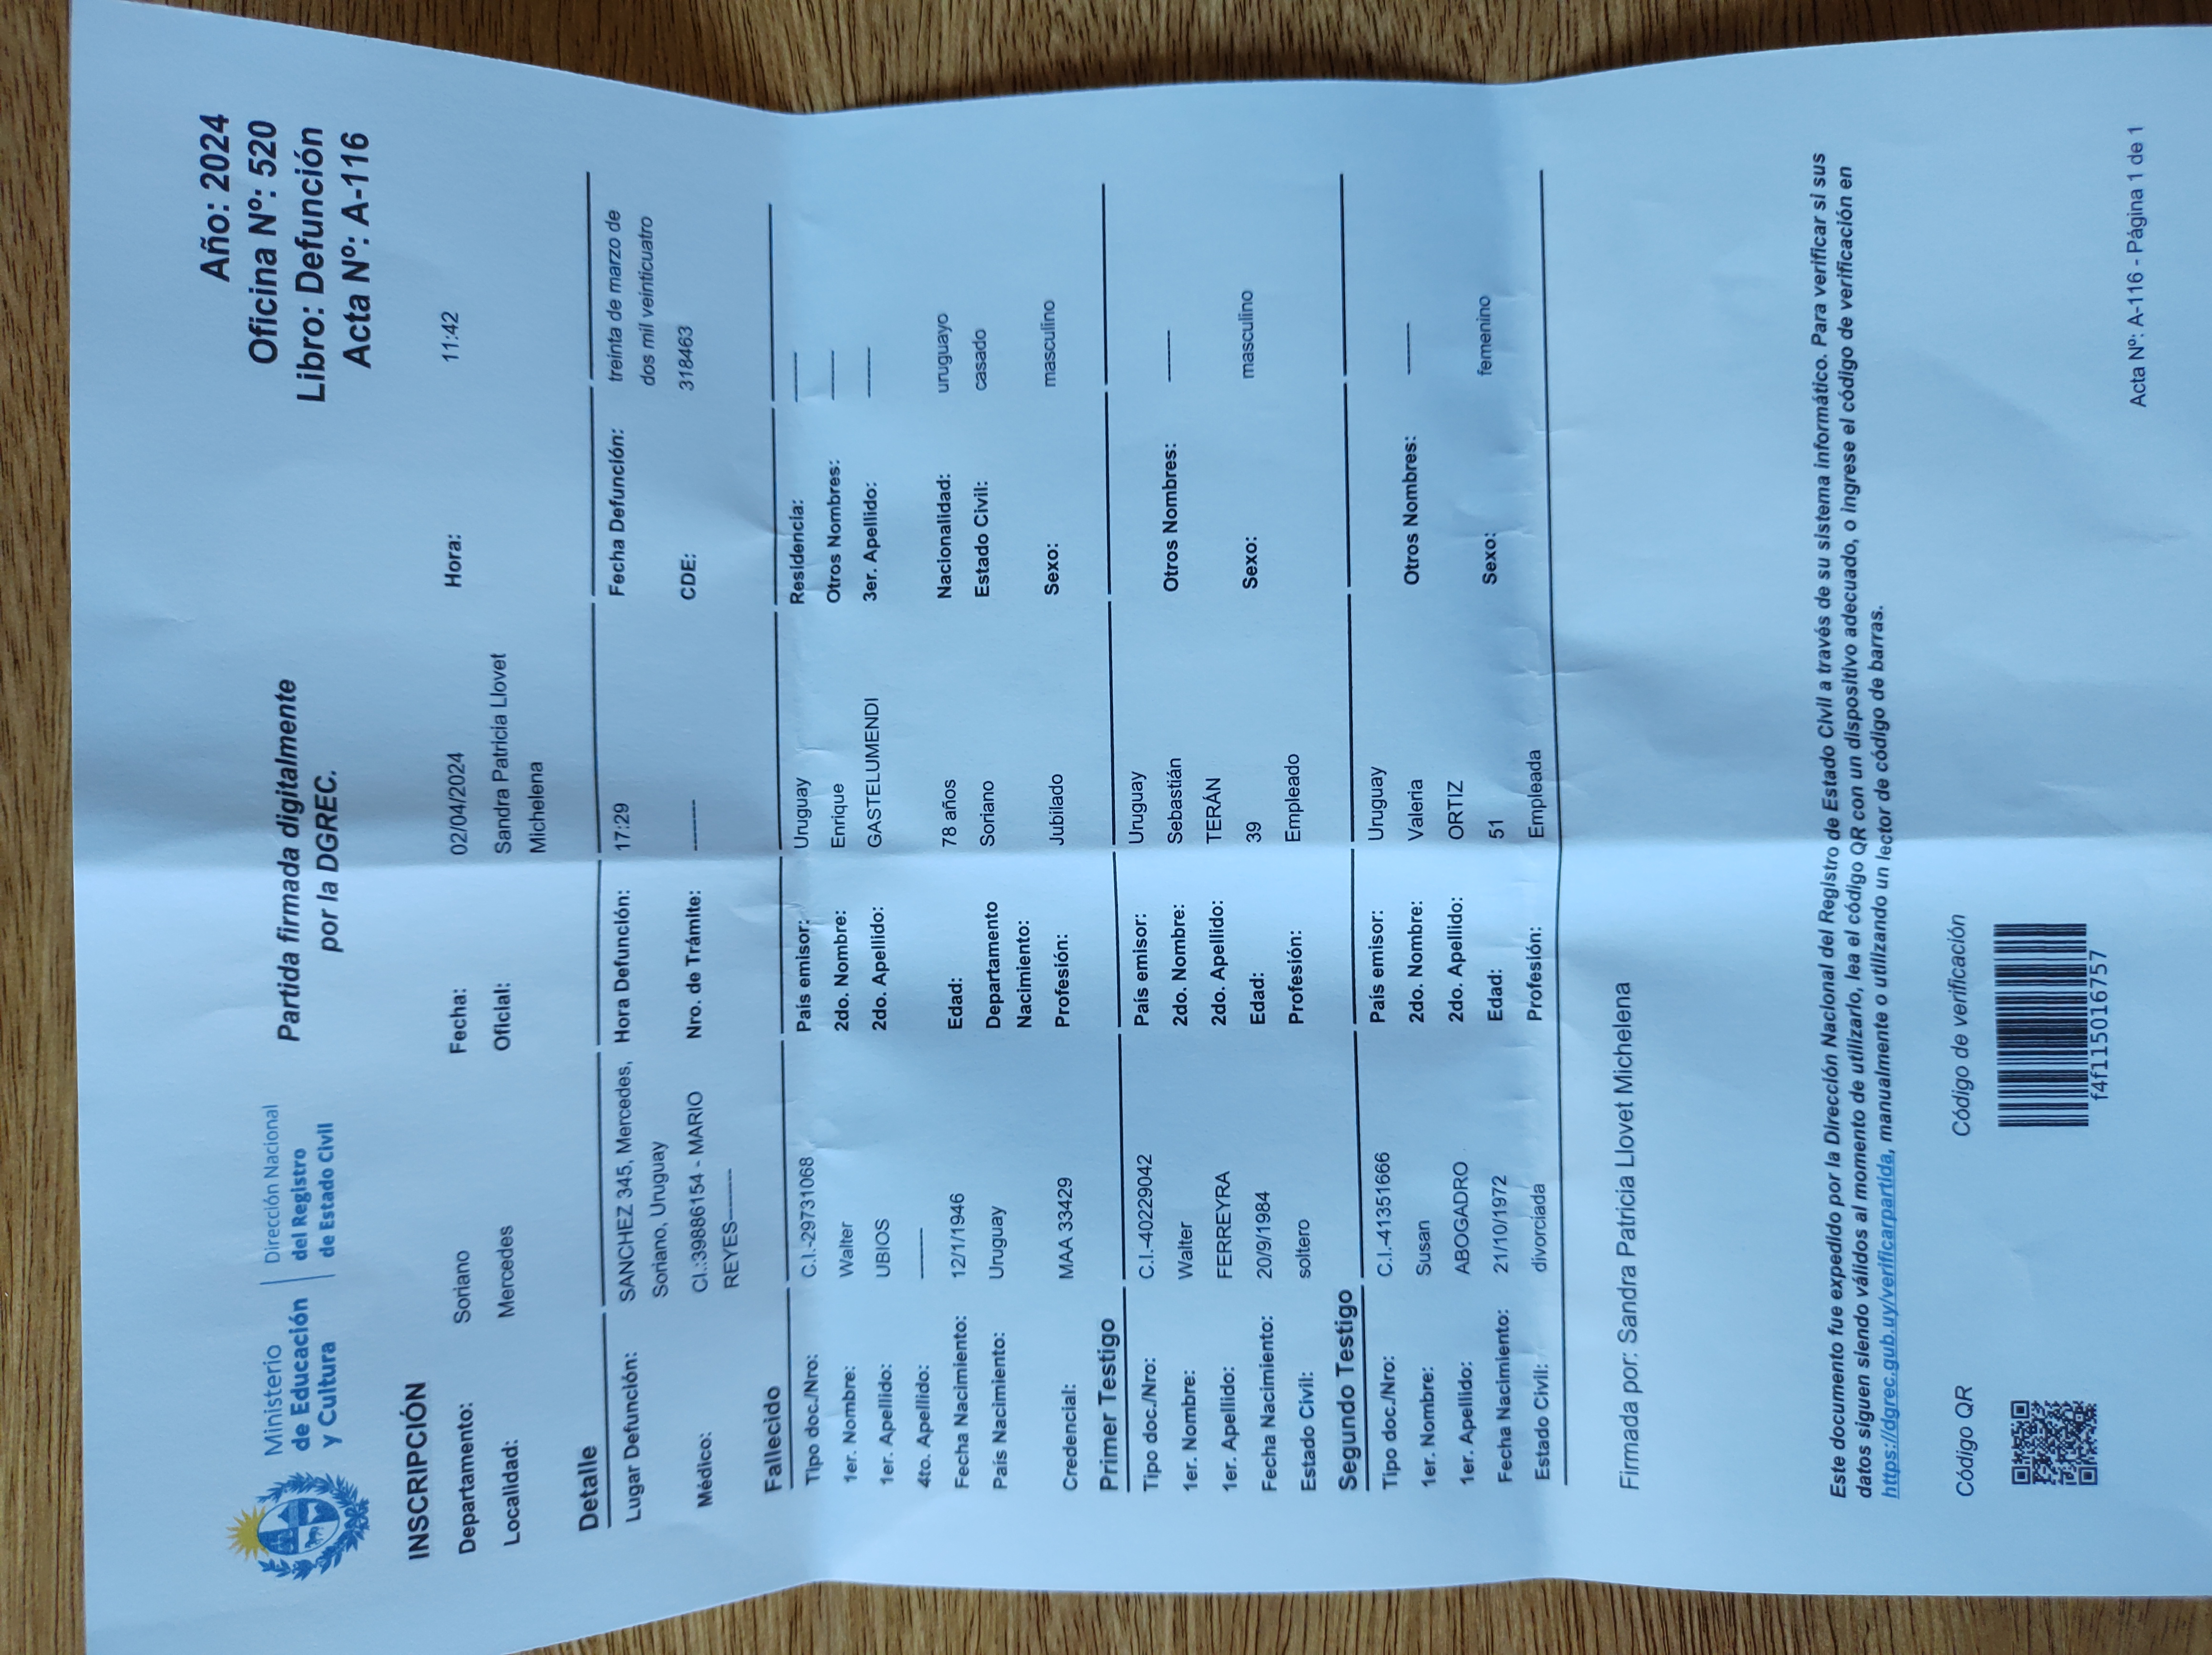 Año: 2024
Oficina Nº: 520
Libro: Defunción
Acta Nº: A-116
Ministerio
de Educación
y Cultura
Dirección Nacional
del Registro
de Estado Civil
Partida firmada digitalmente
por la DGREC.
INSCRIPCIÓN
Departamento: Soriano Fecha: 02/04/2024 Hora: 11:42
Localidad: Mercedes Oficial: Sandra Patricia Llovet
Michelena
Detalle
Lugar Defunción: SANCHEZ 345, Mercedes, Hora Defunción: 17:29 Fecha Defunción: treinta de marzo de
Soriano, Uruguay dos mil veinticuatro
Médico: CI.:39886154 - MARIO Nro. de Trámite: -------- CDE: 318463
REYES--------
Fallecido
Tipo doc./Nro: C.I.-29731068 País emisor: Uruguay Residencia: --------
1er. Nombre: Walter 2do. Nombre: Enrique Otros Nombres: --------
1er. Apellido: UBIOS 2do. Apellido: GASTELUMENDI 3er. Apellido: --------
4to. Apellido: --------
Fecha Nacimiento: 12/1/1946 Edad: 78 años Nacionalidad: uruguayo
País Nacimiento: Uruguay Departamento Soriano Estado Civil: casado
Nacimiento:
Credencial: MAA 33429 Profesión: Jubilado Sexo: masculino
Primer Testigo
Tipo doc./Nro: C.I.-40229042 País emisor: Uruguay
1er. Nombre: Walter 2do. Nombre: Sebastián Otros Nombres: --------
1er. Apellido: FERREYRA 2do. Apellido: TERÁN
Fecha Nacimiento: 20/9/1984 Edad: 39 Sexo: masculino
Estado Civil: soltero Profesión: Empleado
Segundo Testigo
Tipo doc./Nro: C.I.-41351666 País emisor: Uruguay
1er. Nombre: Susan 2do. Nombre: Valeria Otros Nombres: --------
1er. Apellido: ABOGADRO 2do. Apellido: ORTIZ
Fecha Nacimiento: 21/10/1972 Edad: 51 Sexo: femenino
Estado Civil: divorciada Profesión: Empleada
Firmada por: Sandra Patricia Llovet Michelena
Este documento fue expedido por la Dirección Nacional del Registro de Estado Civil a través de su sistema informático. Para verificar si sus
datos siguen siendo válidos al momento de utilizarlo, lea el código QR con un dispositivo adecuado, o ingrese el código de verificación en
https://dgrec.gub.uy/verificarpartida, manualmente o utilizando un lector de código de barras.
Código QR
Código de verificación
f4f115016757
Acta Nº: A-116 - Página 1 de 1